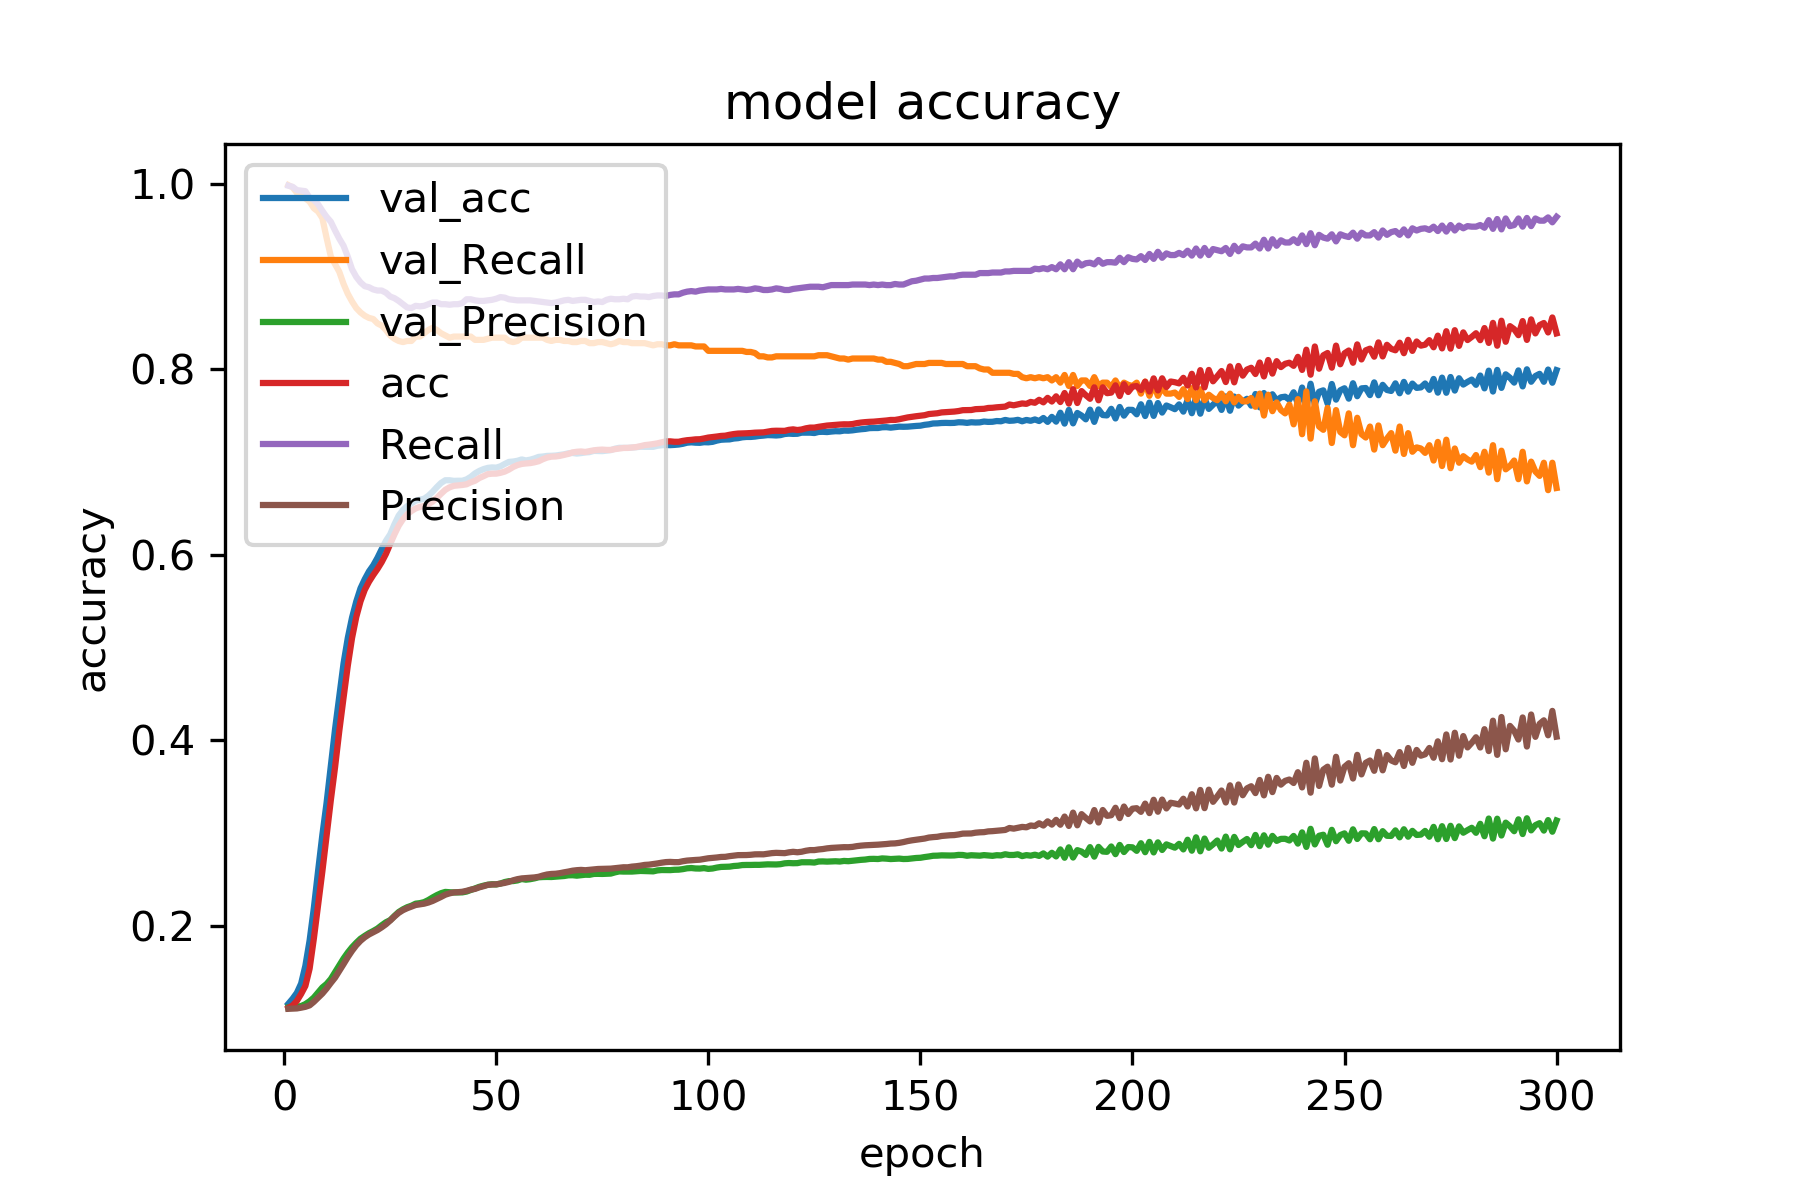 model accuracy
val_acc
val_Recall
val_Precision
acc
Recall
Precision
accuracy
1.0
0.8
0.6
0.4
0.2
0 50 100 150 200 250 300
epoch